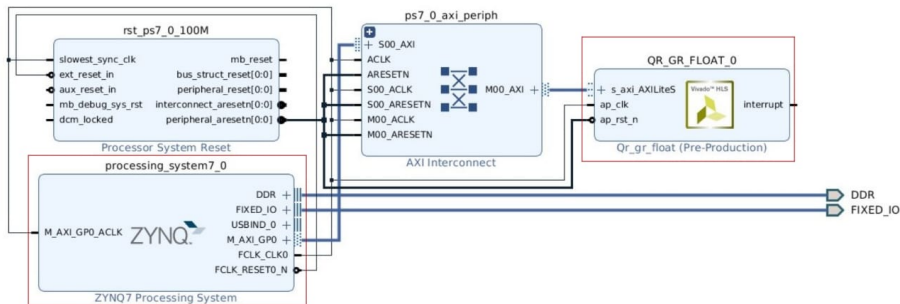 rst_ps7_0_100M
slowest_sync_clk
ext_reset_in
aux_reset_in
mb_debug_sys_rst
dcm_locked
mb_reset
bus_struct_reset[0:0]
peripheral_reset[0:0]
interconnect_aresetn[0:0]
peripheral_aresetn[0:0]
Processor System Reset
ps7_0_axi_periph
S00_AXI
ACLK
ARESETN
S00_ACLK
S00_ARESETN
M00_ACLK
M00_ARESETN
M00_AXI
AXI Interconnect
QR_GR_FLOAT_0
s_axi_AXILiteS
ap_clk
ap_rst_n
Vivado™ HLS
interrupt
Qr_gr_float (Pre-Production)
processing_system7_0
M_AXI_GP0_ACLK
ZYNQ
DDR
FIXED_IO
USBIND_0
M_AXI_GP0
FCLK_CLK0
FCLK_RESET0_N
ZYNQ7 Processing System
DDR
FIXED_IO